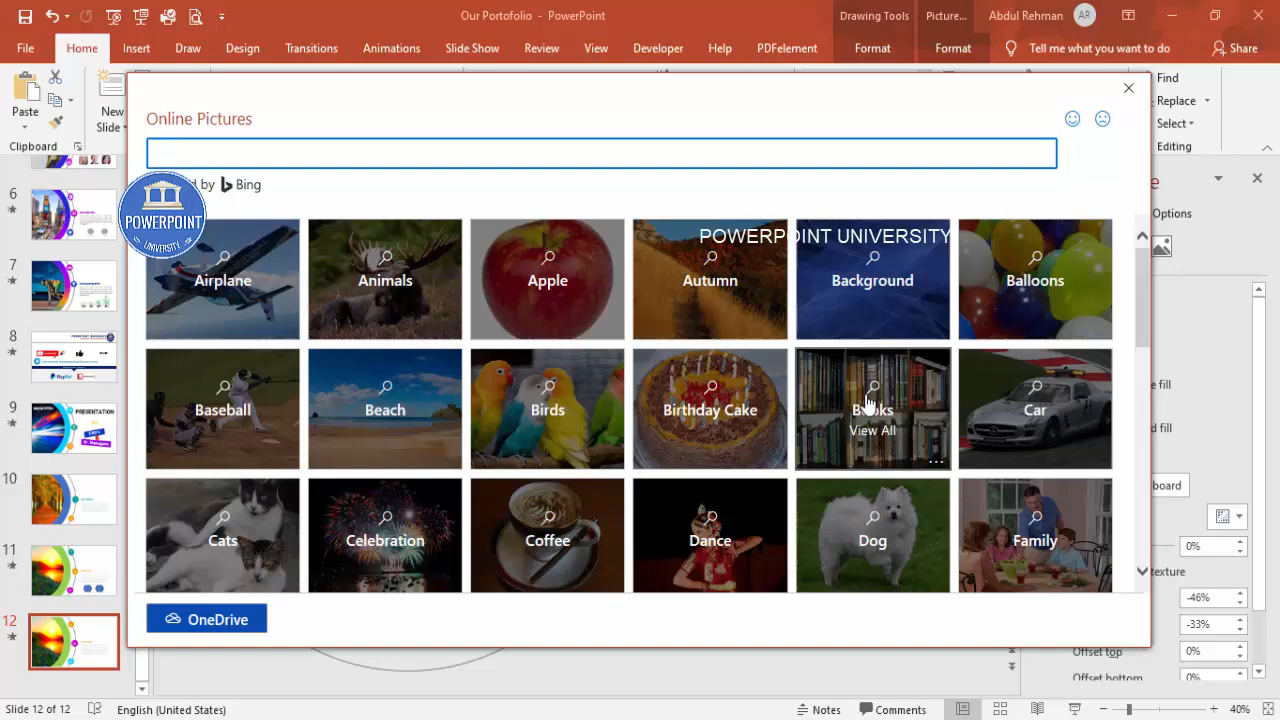 Our Portofolio - PowerPoint
Drawing Tools
Picture...
Abdul Rehman
AR
File
Home
Insert
Draw
Design
Transitions
Animations
Slide Show
Review
View
Developer
Help
PDFelement
Format
Format
Tell me what you want to do
Share
Paste
New
Slide
Clipboard
Find
Replace
Select
Editing
Online Pictures
by Bing
POWERPOINT
UNIVERSITY
POWERPOINT UNIVERSITY
Airplane
Animals
Apple
Autumn
Background
Balloons
Baseball
Beach
Birds
Birthday Cake
Books
View All
...
Car
Cats
Celebration
Coffee
Dance
Dog
Family
OneDrive
6
7
8
PayPal
9
PRESENTATION
10
11
12
Options
fill
fill
board
0%
texture
-46%
-33%
Offset top
0%
Offset bottom
0%
Slide 12 of 12
English (United States)
Notes
Comments
40%